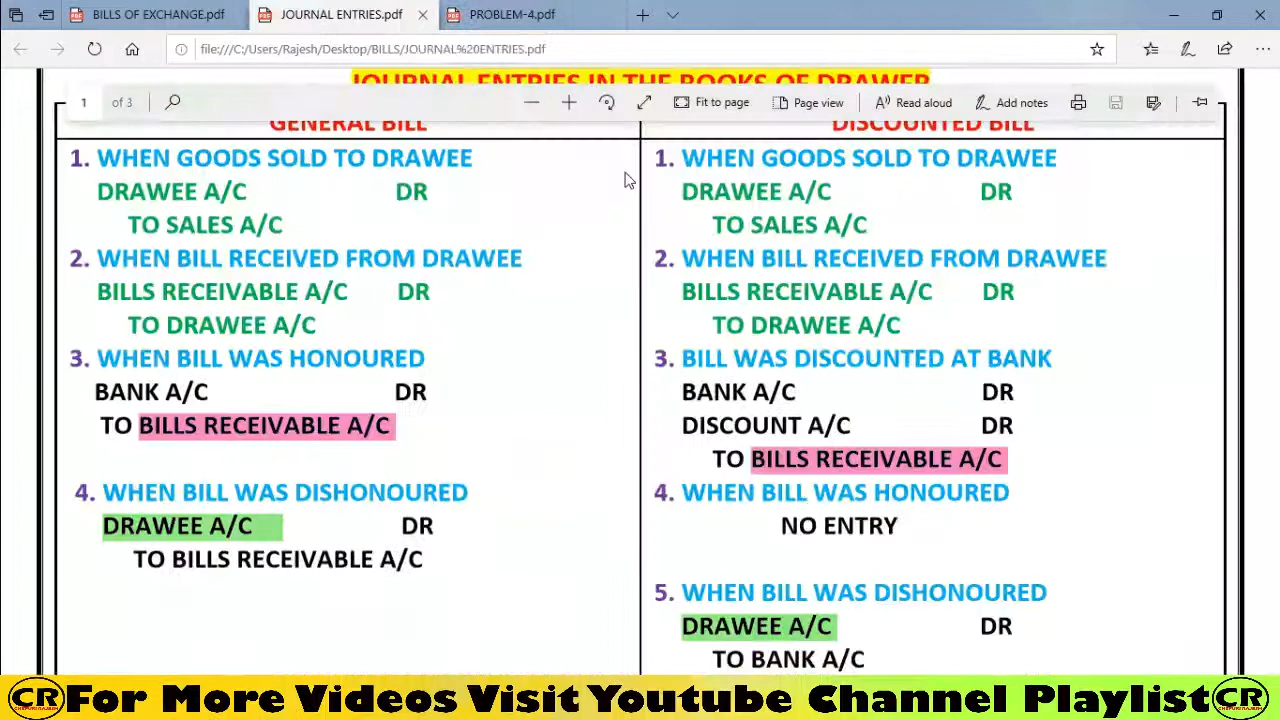 BILLS OF EXCHANGE.pdf
JOURNAL ENTRIES.pdf
PROBLEM-4.pdf
file:///C:/Users/Rajesh/Desktop/BILLS/JOURNAL%20ENTRIES.pdf
JOURNAL ENTRIES IN THE BOOKS OF DRAWER
1 of 3
Fit to page
Page view
Read aloud
Add notes
GENERAL BILL
1. WHEN GOODS SOLD TO DRAWEE
DRAWEE A/C DR
TO SALES A/C
2. WHEN BILL RECEIVED FROM DRAWEE
BILLS RECEIVABLE A/C DR
TO DRAWEE A/C
3. WHEN BILL WAS HONOURED
BANK A/C DR
TO BILLS RECEIVABLE A/C
4. WHEN BILL WAS DISHONOURED
DRAWEE A/C DR
TO BILLS RECEIVABLE A/C
DISCOUNTED BILL
1. WHEN GOODS SOLD TO DRAWEE
DRAWEE A/C DR
TO SALES A/C
2. WHEN BILL RECEIVED FROM DRAWEE
BILLS RECEIVABLE A/C DR
TO DRAWEE A/C
3. BILL WAS DISCOUNTED AT BANK
BANK A/C DR
DISCOUNT A/C DR
TO BILLS RECEIVABLE A/C
4. WHEN BILL WAS HONOURED
NO ENTRY
5. WHEN BILL WAS DISHONOURED
DRAWEE A/C DR
TO BANK A/C
CR For More Videos Visit Youtube Channel Playlist CR